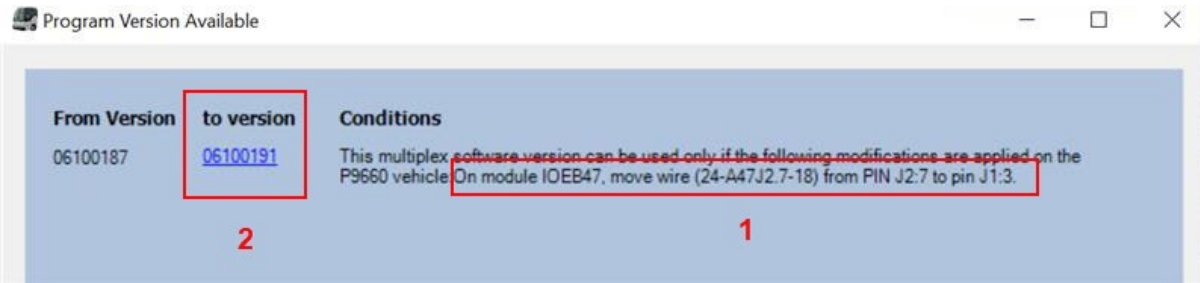 Program Version Available
From Version to version Conditions
06100187 06100191 This multiplex software version can be used only if the following modifications are applied on the
P9660 vehicle:On module IOEB47, move wire (24-A47J2.7-18) from PIN J2:7 to pin J1:3.
2 1